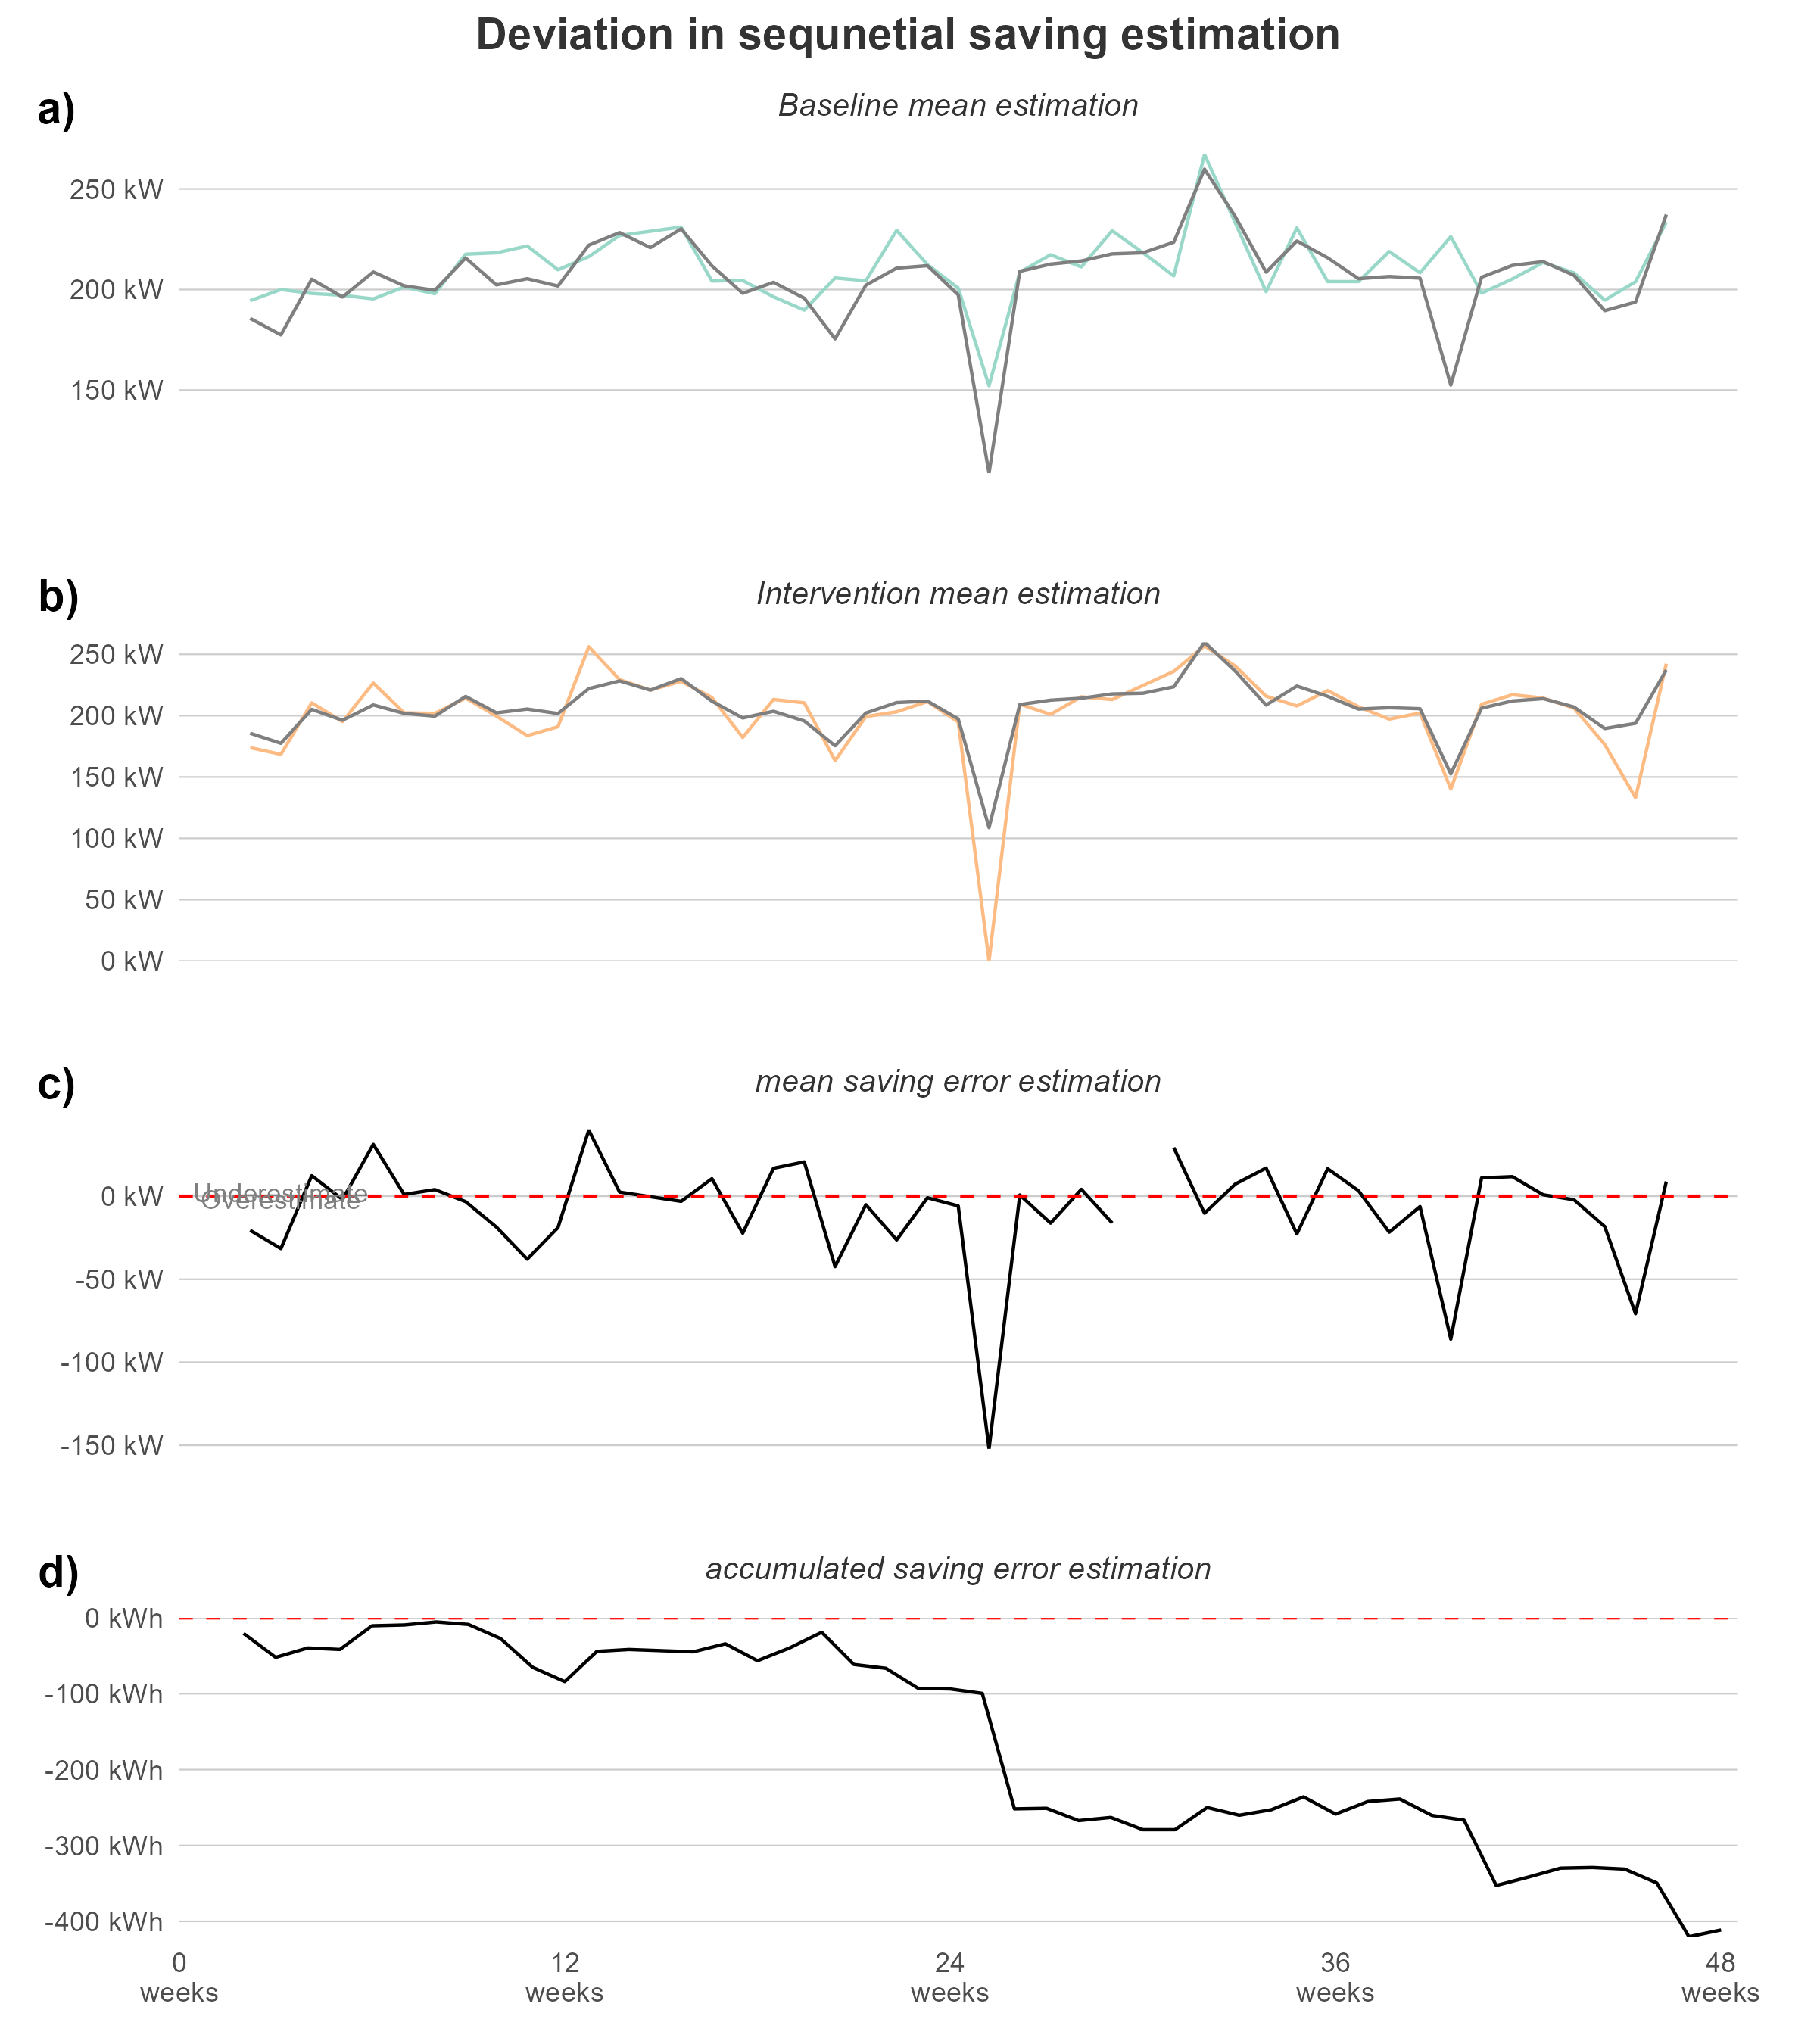 Deviation in sequnetial saving estimation
a)
Baseline mean estimation
250 kW
200 kW
150 kW
b)
Intervention mean estimation
250 kW
200 kW
150 kW
100 kW
50 kW
0 kW
c)
mean saving error estimation
Underestimate
0 kW
Overestimate
-50 kW
-100 kW
-150 kW
d)
accumulated saving error estimation
0 kWh
-100 kWh
-200 kWh
-300 kWh
-400 kWh
0 12 24 36 48
weeks weeks weeks weeks weeks